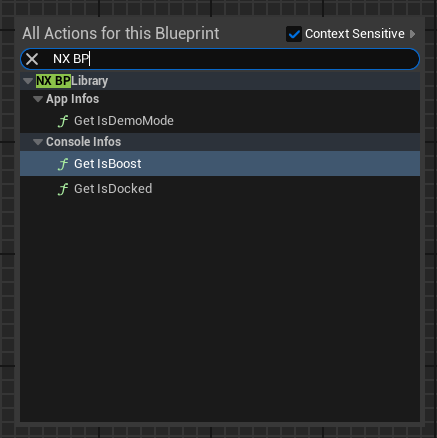 All Actions for this Blueprint Context Sensitive
NX BP
NX BPLibrary
App Infos
Get IsDemoMode
Console Infos
Get IsBoost
Get IsDocked